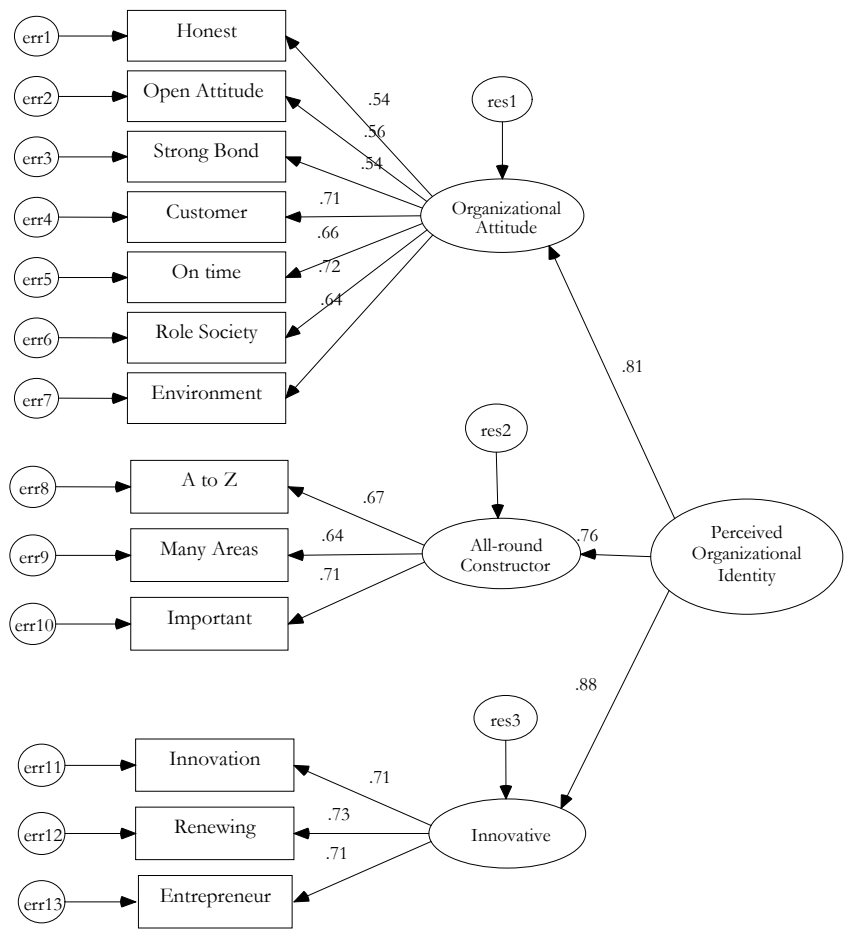 err1
Honest
err2
Open Attitude
err3
Strong Bond
err4
Customer
err5
On time
err6
Role Society
err7
Environment
.54
.56
.54
.71
.66
.72
.64
res1
Organizational
Attitude
.81
err8
A to Z
err9
Many Areas
err10
Important
.67
.64
.71
res2
All-round
Constructor
.76
Perceived
Organizational
Identity
.88
err11
Innovation
err12
Renewing
err13
Entrepreneur
.71
.73
.71
res3
Innovative